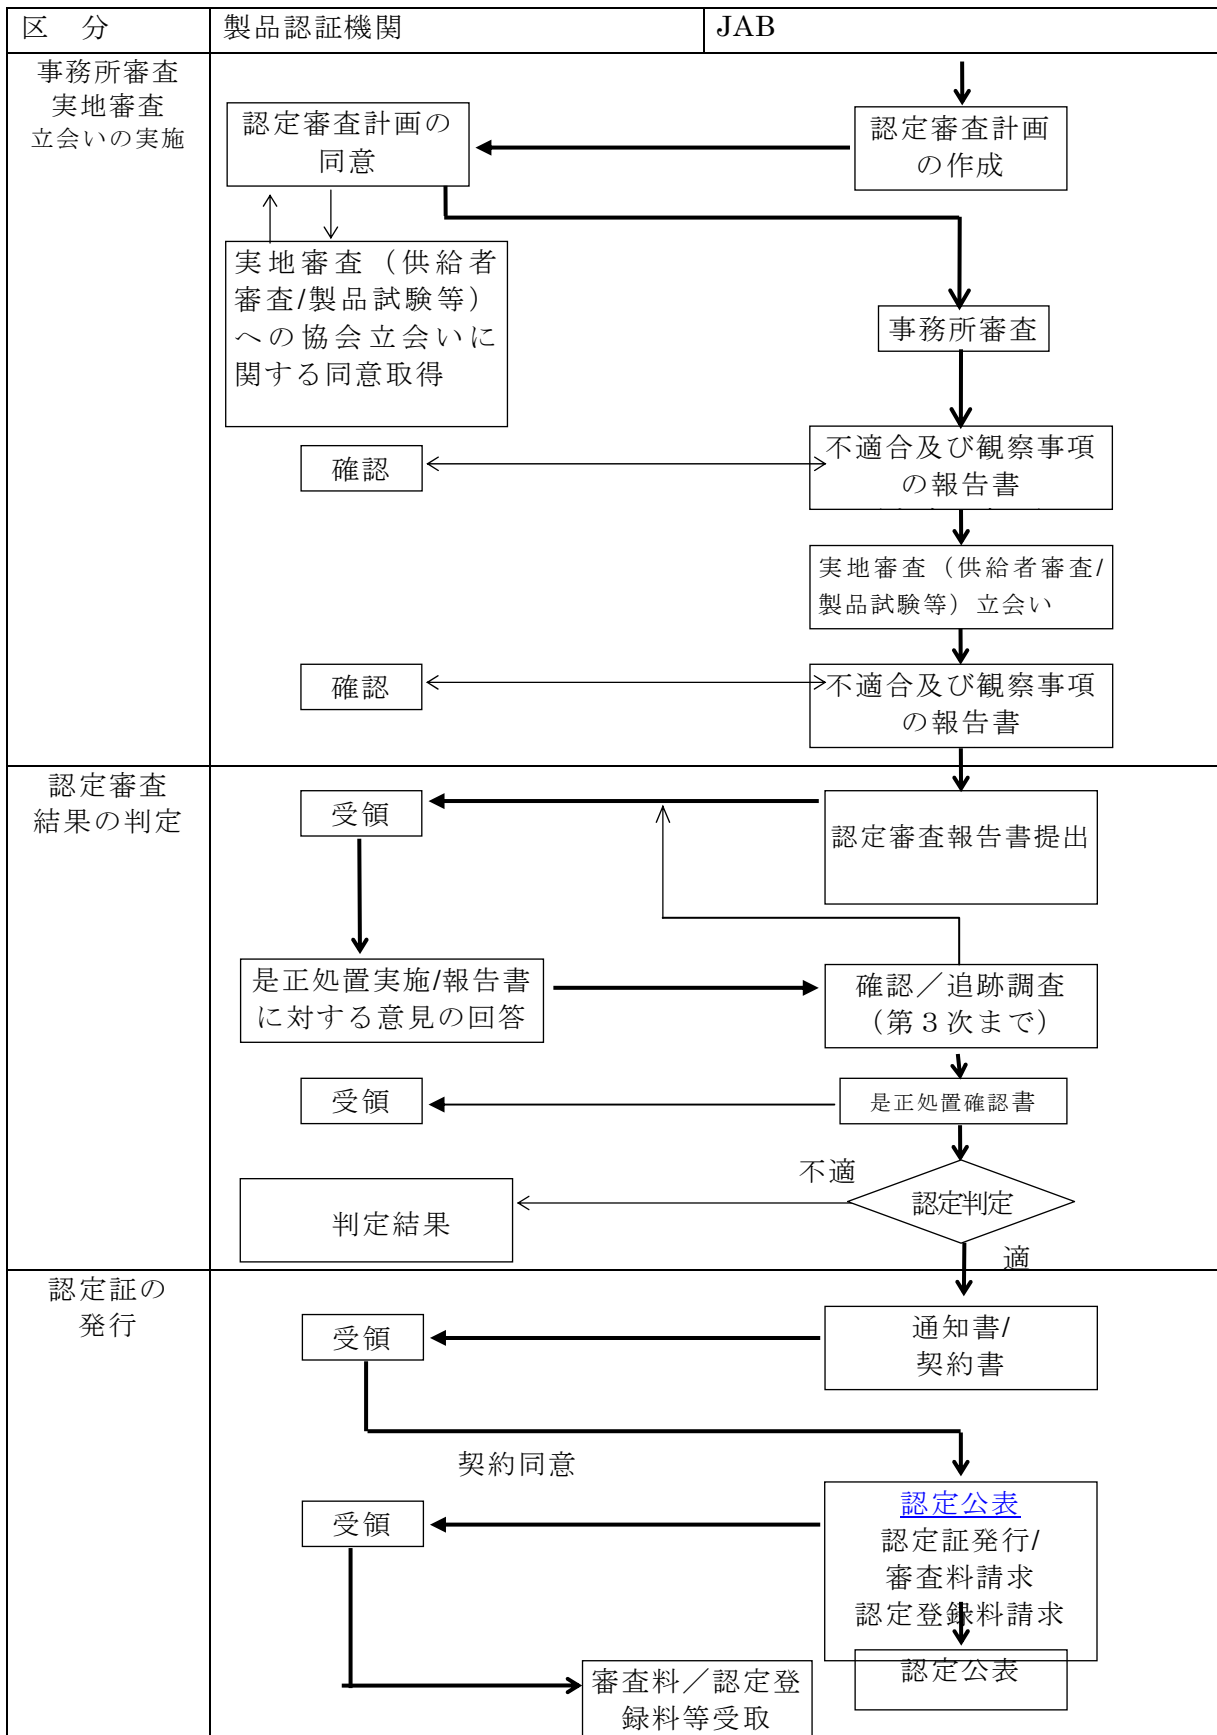 区　分
製品認証機関
JAB
事務所審査
実地審査
立会いの実施
認定審査計画の
同意
認定審査計画
の作成
実地審査（供給者
審査/製品試験等）
への協会立会いに
関する同意取得
事務所審査
確認
不適合及び観察事項
の報告書
実地審査（供給者審査/
製品試験等）立会い
確認
不適合及び観察事項
の報告書
認定審査
結果の判定
受領
認定審査報告書提出
是正処置実施/報告書
に対する意見の回答
確認／追跡調査
（第３次まで）
受領
是正処置確認書
不適
認定判定
判定結果
適
認定証の
発行
受領
通知書/
契約書
契約同意
受領
認定公表
認定証発行/
審査料請求
認定登録料請求
認定公表
審査料／認定登
録料等受取